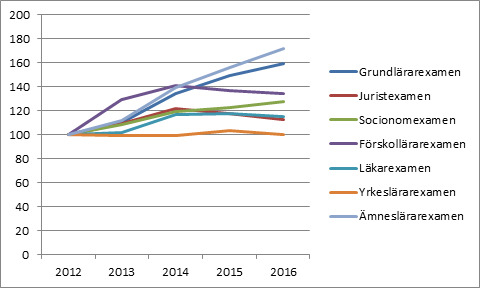 200
180
160
140
120
100
80
60
40
20
0
2012 2013 2014 2015 2016
Grundlärarexamen
Juristexamen
Socionomexamen
Förskollärarexamen
Läkarexamen
Yrkeslärarexamen
Ämneslärarexamen